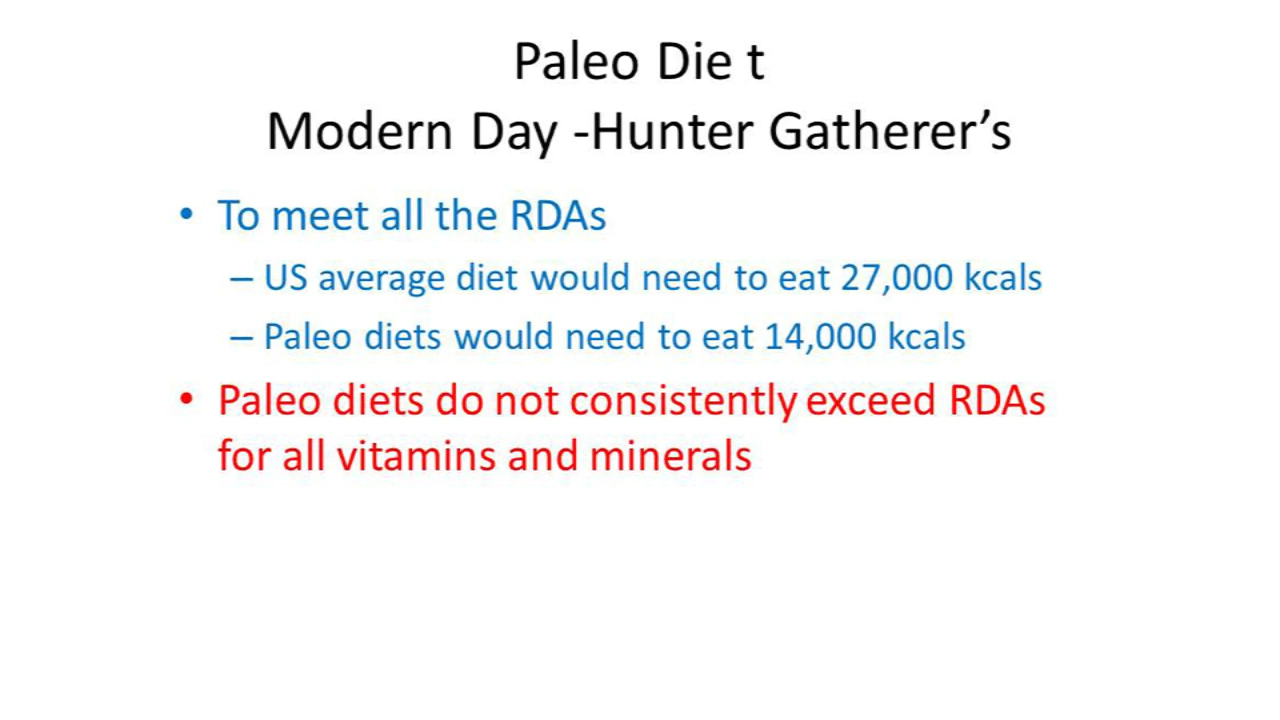 Paleo Die t
Modern Day -Hunter Gatherer’s
• To meet all the RDAs
– US average diet would need to eat 27,000 kcals
– Paleo diets would need to eat 14,000 kcals
• Paleo diets do not consistently exceed RDAs
for all vitamins and minerals